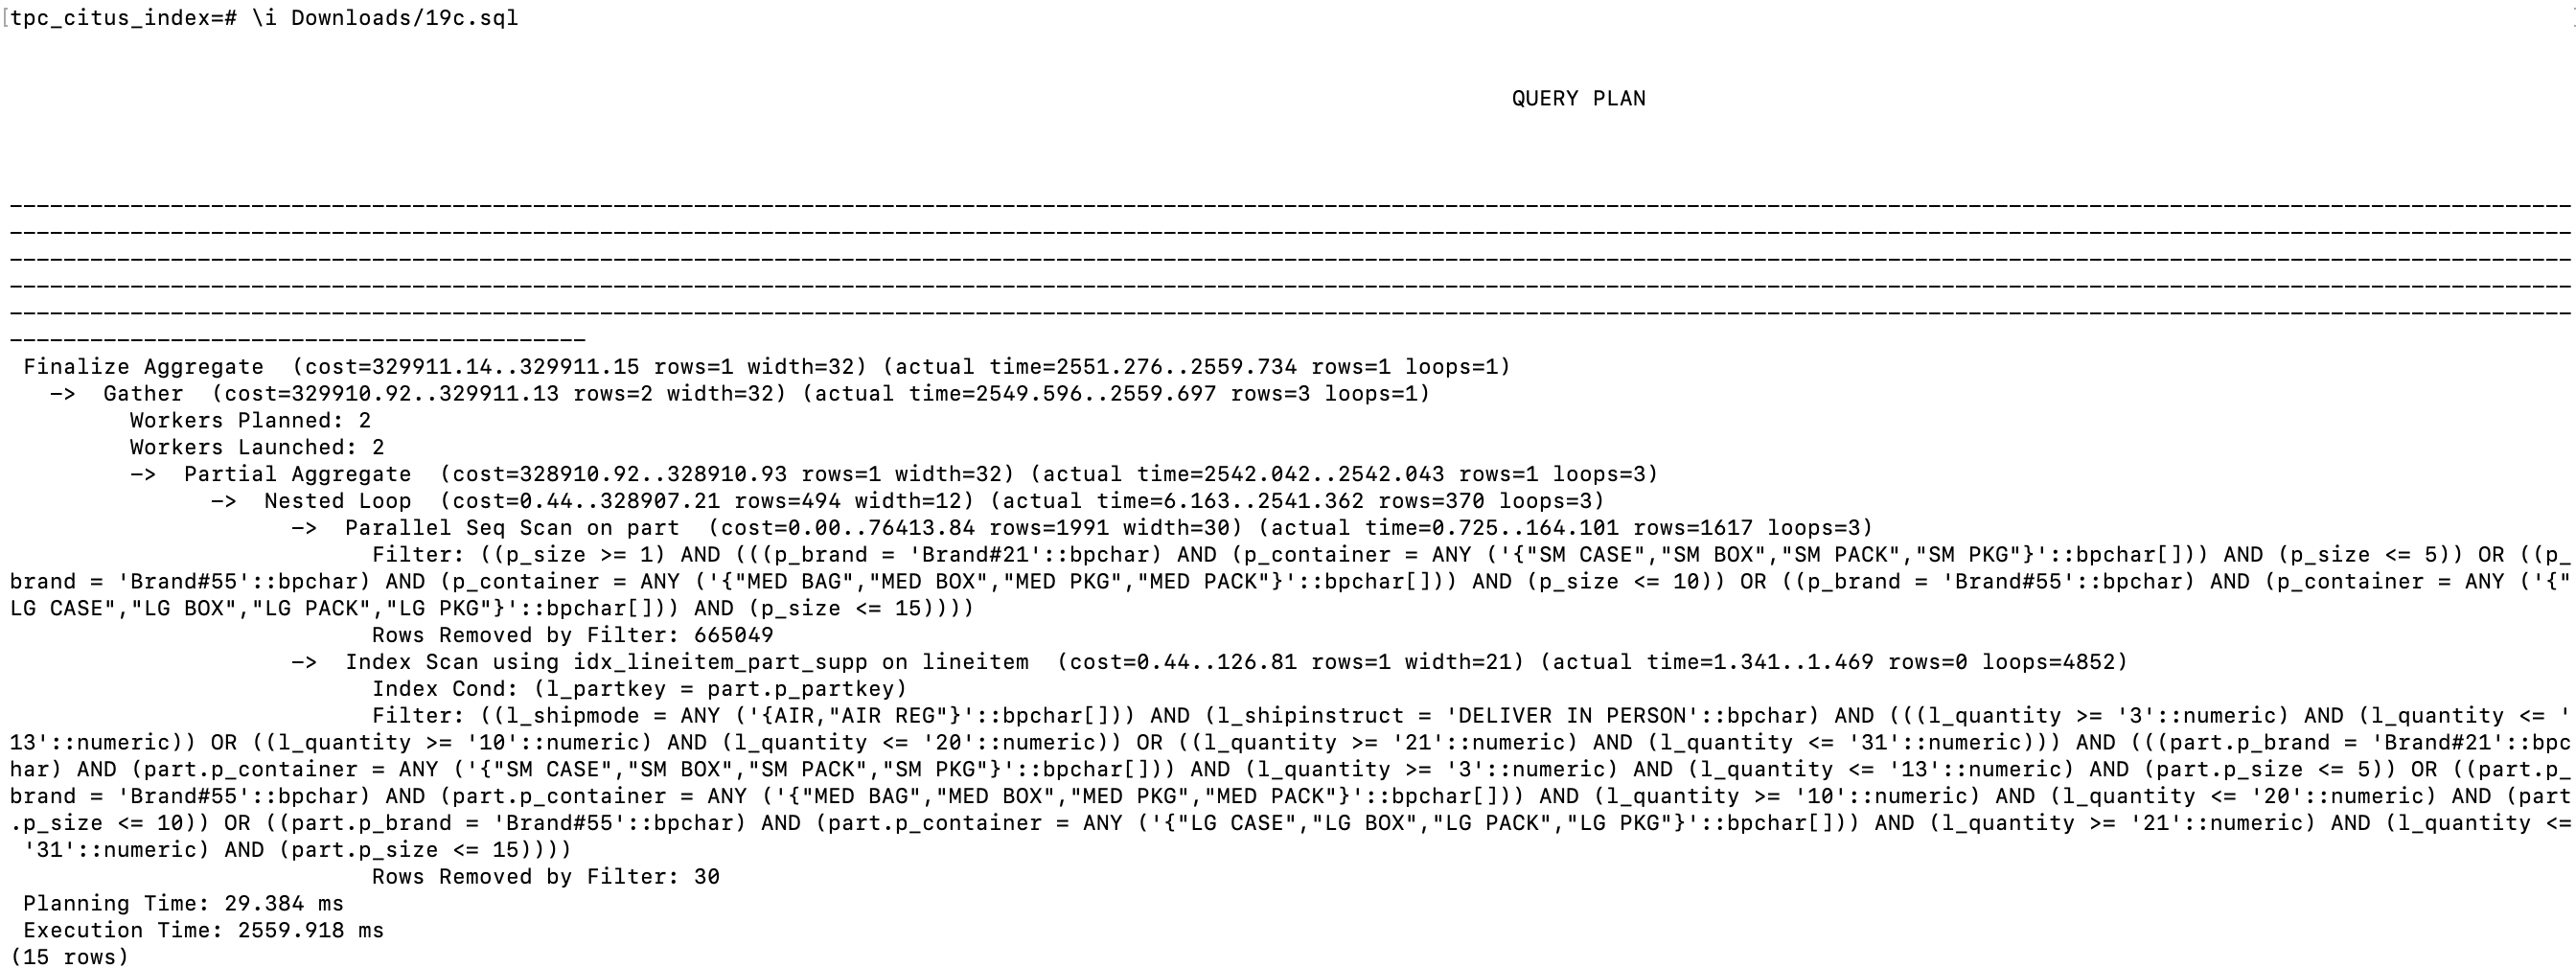 [tpc_citus_index=# \i Downloads/19c.sql ]
QUERY PLAN
-----------------------------------------------------------------------------------------------------------------------------------------------------------------------------------------------
-----------------------------------------------------------------------------------------------------------------------------------------------------------------------------------------------
-----------------------------------------------------------------------------------------------------------------------------------------------------------------------------------------------
-----------------------------------------------------------------------------------------------------------------------------------------------------------------------------------------------
-----------------------------------------------------------------------------------------------------------------------------------------------------------------------------------------------
-------------------------------------------
 Finalize Aggregate  (cost=329911.14..329911.15 rows=1 width=32) (actual time=2551.276..2559.734 rows=1 loops=1)
   ->  Gather  (cost=329910.92..329911.13 rows=2 width=32) (actual time=2549.596..2559.697 rows=3 loops=1)
         Workers Planned: 2
         Workers Launched: 2
         ->  Partial Aggregate  (cost=328910.92..328910.93 rows=1 width=32) (actual time=2542.042..2542.043 rows=1 loops=3)
               ->  Nested Loop  (cost=0.44..328907.21 rows=494 width=12) (actual time=6.163..2541.362 rows=370 loops=3)
                     ->  Parallel Seq Scan on part  (cost=0.00..76413.84 rows=1991 width=30) (actual time=0.725..164.101 rows=1617 loops=3)
                           Filter: ((p_size >= 1) AND (((p_brand = 'Brand#21'::bpchar) AND (p_container = ANY ('{"SM CASE","SM BOX","SM PACK","SM PKG"}'::bpchar[])) AND (p_size <= 5)) OR ((p_
brand = 'Brand#55'::bpchar) AND (p_container = ANY ('{"MED BAG","MED BOX","MED PKG","MED PACK"}'::bpchar[])) AND (p_size <= 10)) OR ((p_brand = 'Brand#55'::bpchar) AND (p_container = ANY ('{"
LG CASE","LG BOX","LG PACK","LG PKG"}'::bpchar[])) AND (p_size <= 15))))
                           Rows Removed by Filter: 665049
                     ->  Index Scan using idx_lineitem_part_supp on lineitem  (cost=0.44..126.81 rows=1 width=21) (actual time=1.341..1.469 rows=0 loops=4852)
                           Index Cond: (l_partkey = part.p_partkey)
                           Filter: ((l_shipmode = ANY ('{AIR,"AIR REG"}'::bpchar[])) AND (l_shipinstruct = 'DELIVER IN PERSON'::bpchar) AND (((l_quantity >= '3'::numeric) AND (l_quantity <= '
13'::numeric)) OR ((l_quantity >= '10'::numeric) AND (l_quantity <= '20'::numeric)) OR ((l_quantity >= '21'::numeric) AND (l_quantity <= '31'::numeric))) AND (((part.p_brand = 'Brand#21'::bpc
har) AND (part.p_container = ANY ('{"SM CASE","SM BOX","SM PACK","SM PKG"}'::bpchar[])) AND (l_quantity >= '3'::numeric) AND (l_quantity <= '13'::numeric) AND (part.p_size <= 5)) OR ((part.p_
brand = 'Brand#55'::bpchar) AND (part.p_container = ANY ('{"MED BAG","MED BOX","MED PKG","MED PACK"}'::bpchar[])) AND (l_quantity >= '10'::numeric) AND (l_quantity <= '20'::numeric) AND (part
.p_size <= 10)) OR ((part.p_brand = 'Brand#55'::bpchar) AND (part.p_container = ANY ('{"LG CASE","LG BOX","LG PACK","LG PKG"}'::bpchar[])) AND (l_quantity >= '21'::numeric) AND (l_quantity <=
 '31'::numeric) AND (part.p_size <= 15))))
                           Rows Removed by Filter: 30
 Planning Time: 29.384 ms
 Execution Time: 2559.918 ms
(15 rows)